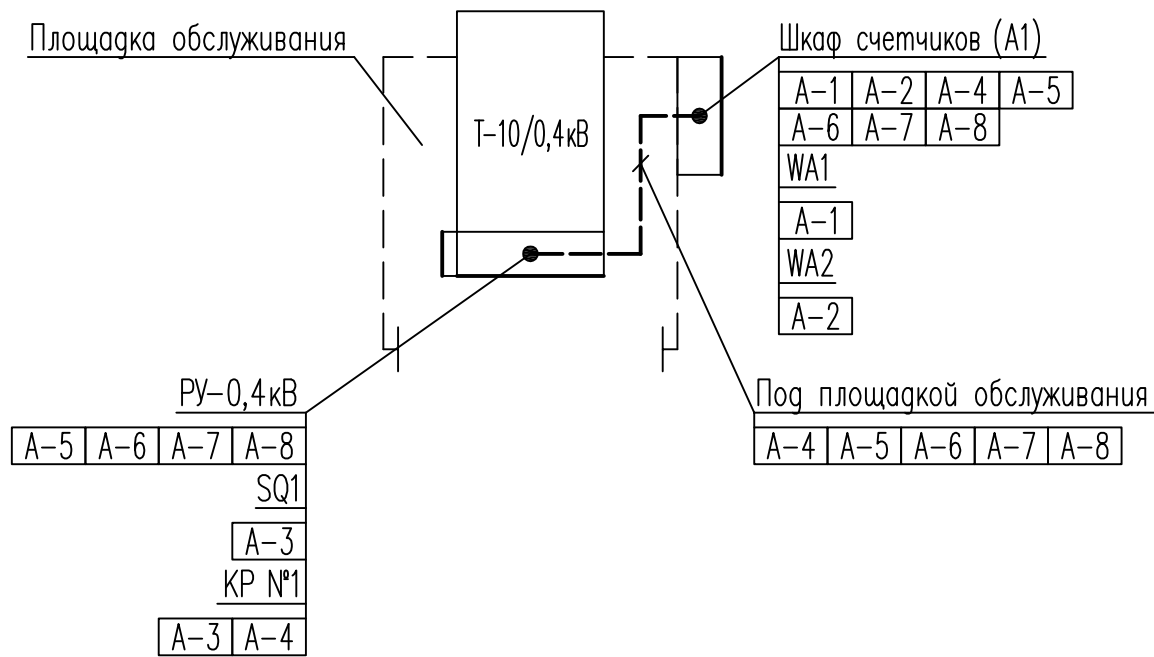 Площадка обслуживания
Шкаф счетчиков (А1)
А-1 А-2 А-4 А-5
А-6 А-7 А-8
WA1
А-1
WA2
А-2
Т-10/0,4кВ
РУ-0,4кВ
А-5 А-6 А-7 А-8
SQ1
А-3
КР №1
А-3 А-4
Под площадкой обслуживания
А-4 А-5 А-6 А-7 А-8